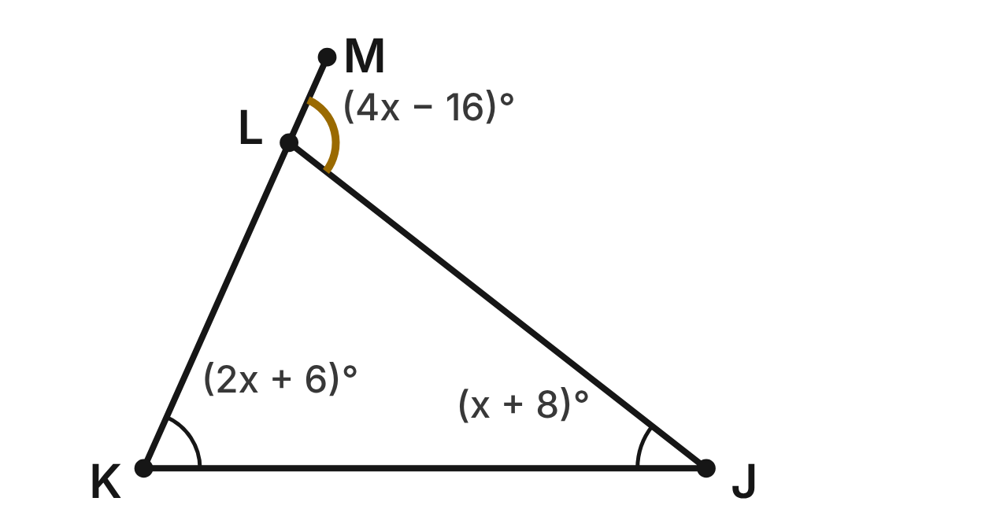 M
(4x − 16)°
L
(2x + 6)°
(x + 8)°
K
J